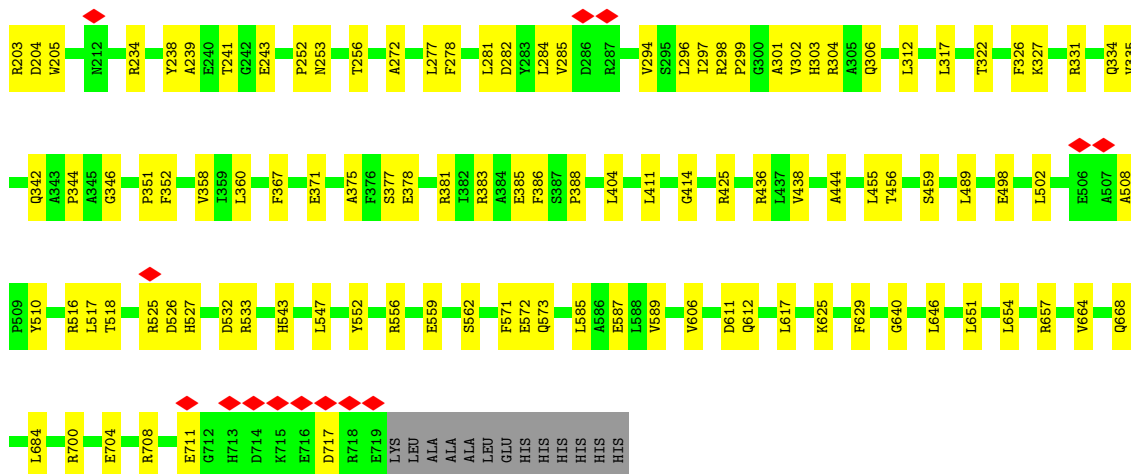 R203 D204 W205 N212 R234 Y238 A239 E240 T241 G242 E243 P252 N253 T256 A272 L277 F278 L281 D282 Y283 L284 V285 D286 R287 V294 S295 L296 I297 R298 P299 G300 A301 V302 H303 R304 A305 Q306 L312 L317 T322 F326 K327 R331 Q334 V335
Q342 A343 P344 A345 G346 P351 F352 V358 I359 L360 F367 E371 A375 F376 S377 E378 R381 I382 R383 A384 E385 F386 S387 P388 L404 L411 G414 R425 R436 L437 V438 A444 L455 T456 S459 L489 E498 L502 E506 A507 A508
P509 Y510 R516 L517 T518 R525 D526 H527 D532 R533 H543 L547 Y552 R556 E559 S562 F571 E572 Q573 L585 A586 E587 L588 V589 V606 D611 Q612 L617 K625 F629 G640 L646 L651 L654 R657 V664 Q668
L684 R700 E704 R708 E711 G712 H713 D714 K715 E716 D717 R718 E719 LYS LEU ALA ALA ALA LEU GLU HIS HIS HIS HIS HIS HIS